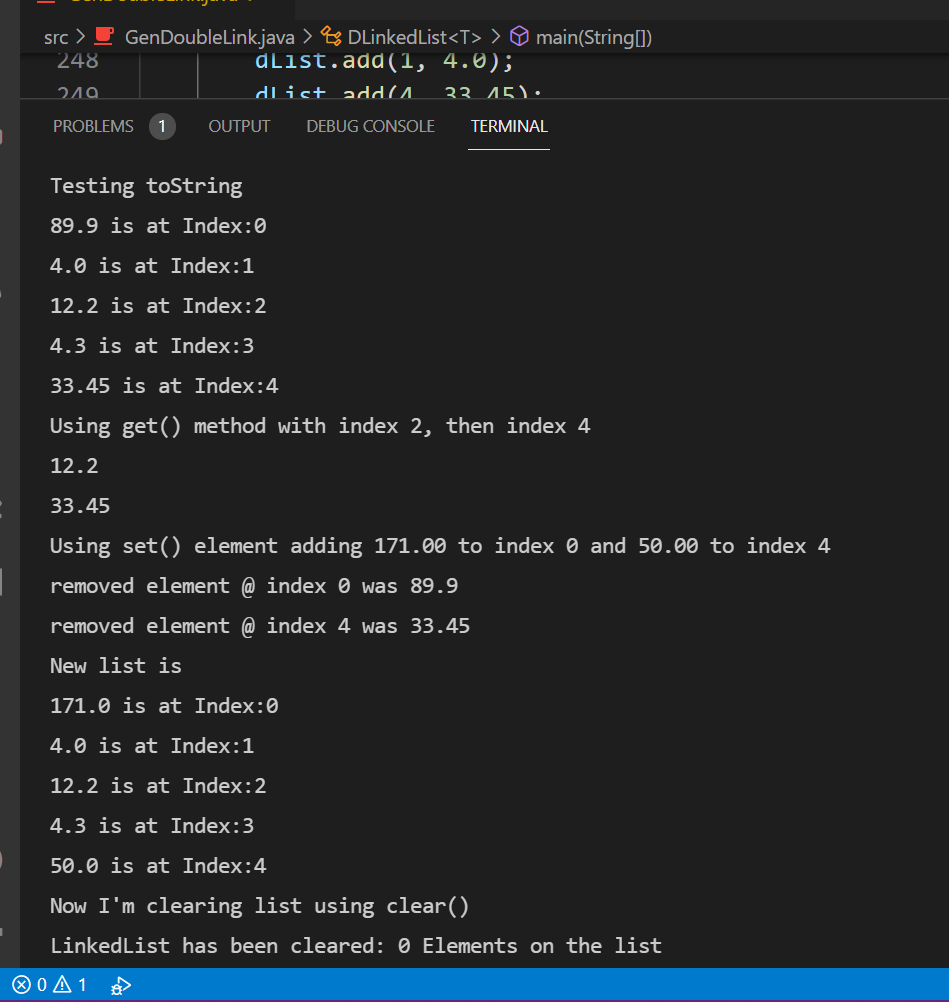 src > GenDoubleLink.java > DLinkedList<T> > main(String[])
248 dList.add(1, 4.0);
249 dList.add(4, 33.45);
PROBLEMS 1 OUTPUT DEBUG CONSOLE TERMINAL
Testing toString
89.9 is at Index:0
4.0 is at Index:1
12.2 is at Index:2
4.3 is at Index:3
33.45 is at Index:4
Using get() method with index 2, then index 4
12.2
33.45
Using set() element adding 171.00 to index 0 and 50.00 to index 4
removed element @ index 0 was 89.9
removed element @ index 4 was 33.45
New list is
171.0 is at Index:0
4.0 is at Index:1
12.2 is at Index:2
4.3 is at Index:3
50.0 is at Index:4
Now I'm clearing list using clear()
LinkedList has been cleared: 0 Elements on the list
0 1